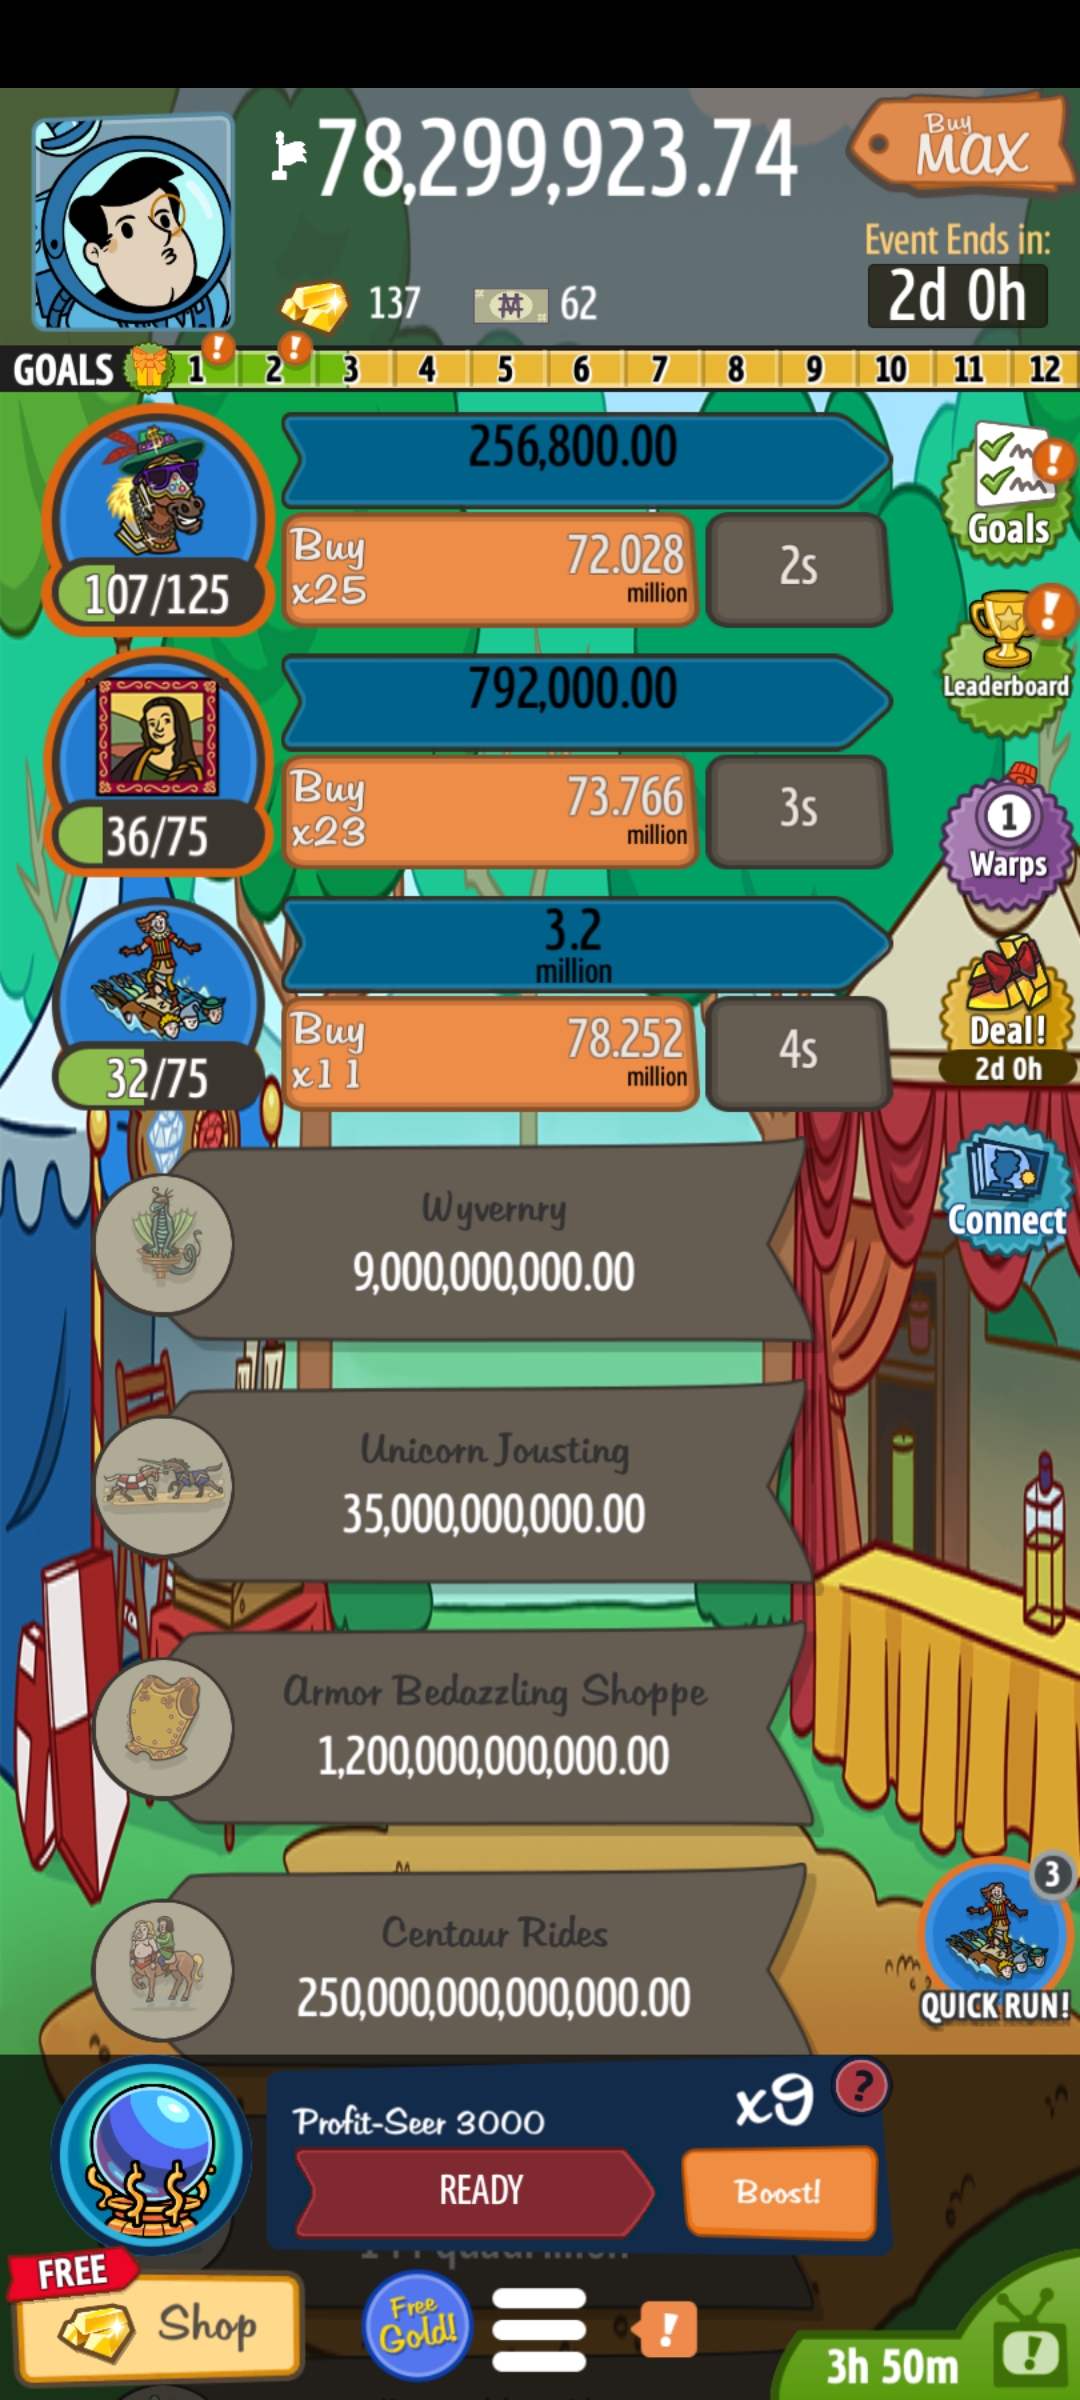 78,299,923.74
Buy
MAX
Event Ends in:
2d 0h
137
62
GOALS 1 2 3 4 5 6 7 8 9 10 11 12
256,800.00
Buy
x25
72.028
million
2s
107/125
Goals
792,000.00
Buy
x23
73.766
million
3s
36/75
Leaderboard
1
Warps
3.2
million
Buy
x11
78.252
million
4s
32/75
Deal!
2d 0h
Wyvernry
9,000,000,000.00
Connect
Unicorn Jousting
35,000,000,000.00
Armor Bedazzling Shoppe
1,200,000,000,000.00
Centaur Rides
250,000,000,000,000.00
3
QUICK RUN!
Profit-Seer 3000
x9
?
READY
Boost!
FREE
Shop
Free
Gold!
!
3h 50m